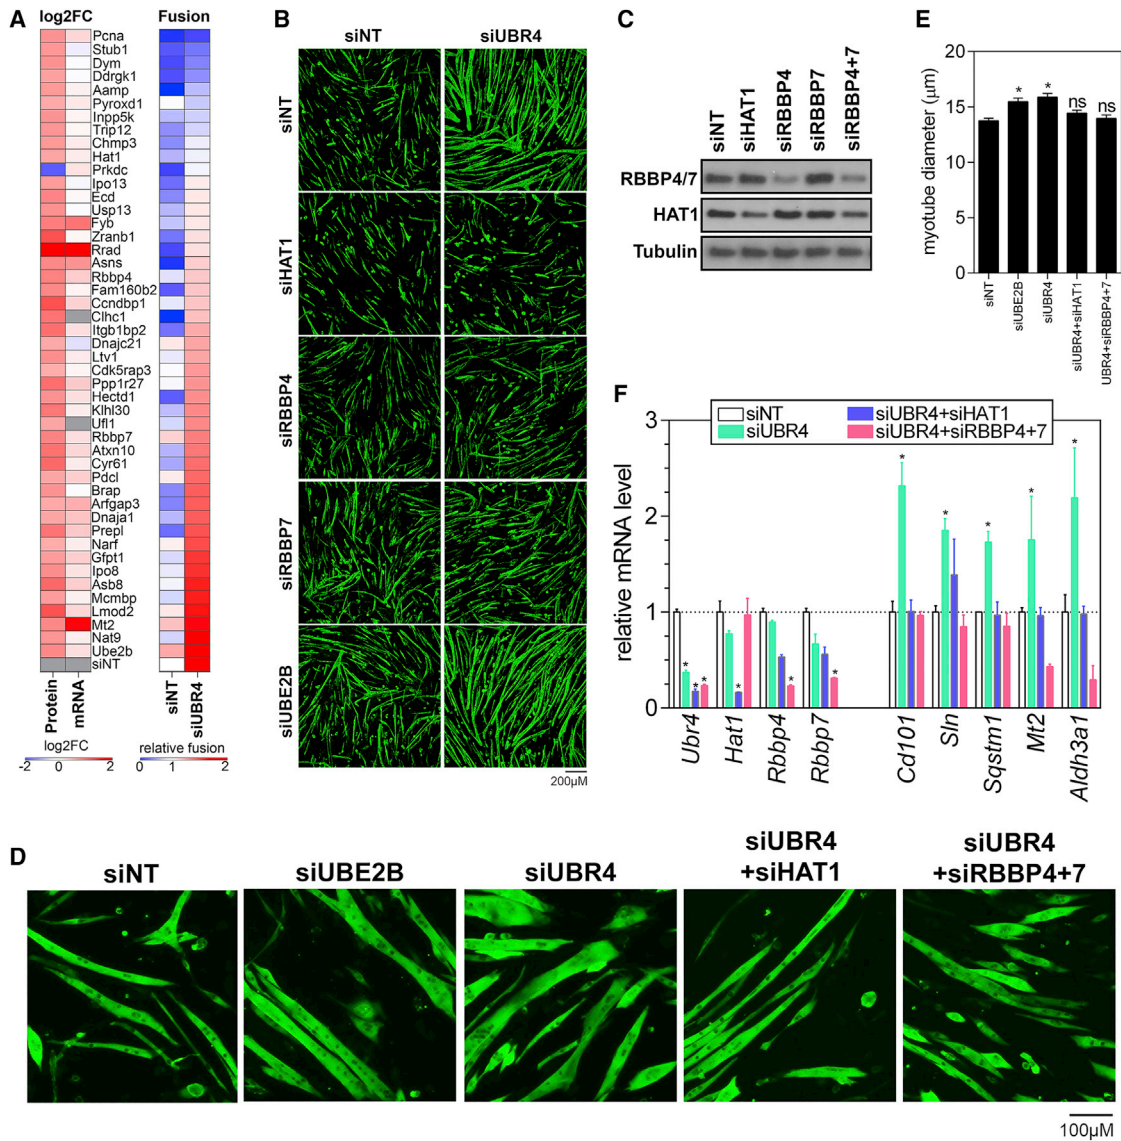 A
log2FC
Fusion
Pcna
Stub1
Dym
Ddrgk1
Aamp
Pyroxd1
Inpp5k
Trip12
Chmp3
Hat1
Prkdc
Ipo13
Ecd
Usp13
Fyb
Zranb1
Rrad
Asns
Rbbp4
Fam160b2
Ccndbp1
Clhc1
Itgb1bp2
Dnajc21
Ltv1
Cdk5rap3
Ppp1r27
Hectd1
Klhl30
Ufl1
Rbbp7
Atxn10
Cyr61
Pdcl
Brap
Arfgap3
Dnaja1
Prepl
Narf
Gfpt1
Ipo8
Asb8
Mcmbp
Lmod2
Mt2
Nat9
Ube2b
siNT
Protein
mRNA
siNT
siUBR4
log2FC
-2 0 2
relative fusion
0 1 2
B
siNT
siUBR4
siNT
siHAT1
siRBBP4
siRBBP7
siUBE2B
200µM
C
siNT
siHAT1
siRBBP4
siRBBP7
siRBBP4+7
RBBP4/7
HAT1
Tubulin
E
myotube diameter (µm)
20
15
10
5
0
* * ns ns
siNT
siUBE2B
siUBR4
siUBR4+siHAT1
UBR4+siRBBP4+7
F
siNT
siUBR4
siUBR4+siHAT1
siUBR4+siRBBP4+7
relative mRNA level
3
2
1
0
* * * * * * * * * * *
Ubr4
Hat1
Rbbp4
Rbbp7
Cd101
Sln
Sqstm1
Mt2
Aldh3a1
D
siNT
siUBE2B
siUBR4
siUBR4
+siHAT1
siUBR4
+siRBBP4+7
100µM